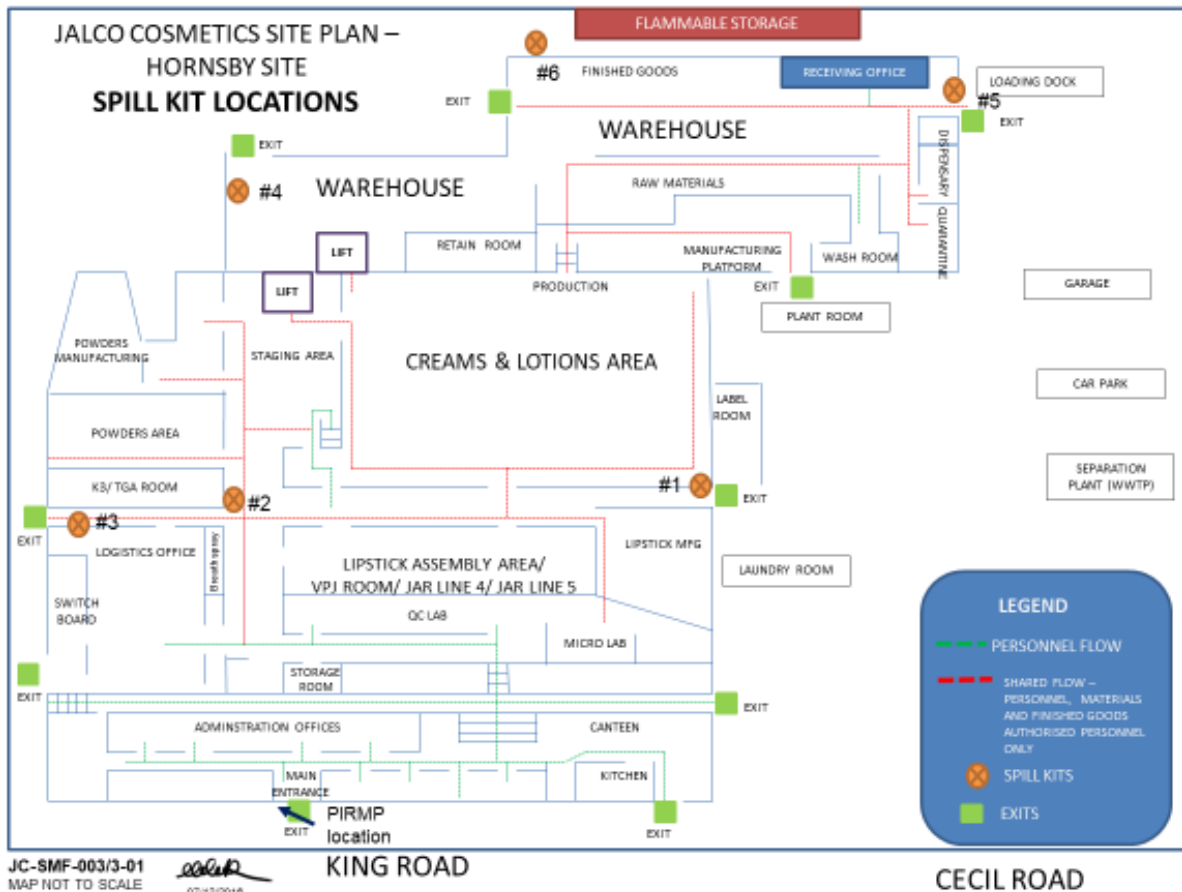 JALCO COSMETICS SITE PLAN –
HORNSBY SITE
SPILL KIT LOCATIONS
FLAMMABLE STORAGE
#6
FINISHED GOODS
RECEIVING OFFICE
LOADING DOCK
#5
EXIT
EXIT
EXIT
WAREHOUSE
DISPENSARY
#4
WAREHOUSE
RAW MATERIALS
QUARANTINE
LIFT
RETAIN ROOM
MANUFACTURING
PLATFORM
WASH ROOM
LIFT
PRODUCTION
EXIT
GARAGE
PLANT ROOM
POWDERS
MANUFACTURING
STAGING AREA
CREAMS & LOTIONS AREA
CAR PARK
LABEL
ROOM
POWDERS AREA
SEPARATION
PLANT (WWTP)
K3/ TGA ROOM
#2
#1
EXIT
#3
EXIT
LOGISTICS OFFICE
Breath spray
LIPSTICK ASSEMBLY AREA/
VPJ ROOM/ JAR LINE 4/ JAR LINE 5
LIPSTICK MFG
LAUNDRY ROOM
SWITCH
BOARD
QC LAB
MICRO LAB
STORAGE
ROOM
EXIT
EXIT
ADMINSTRATION OFFICES
CANTEEN
MAIN
ENTRANCE
KITCHEN
EXIT
PIRMP
location
EXIT
LEGEND
PERSONNEL FLOW
SHARED FLOW –
PERSONNEL, MATERIALS
AND FINISHED GOODS
AUTHORISED PERSONNEL
ONLY
SPILL KITS
EXITS
JC-SMF-003/3-01
MAP NOT TO SCALE
KING ROAD
CECIL ROAD